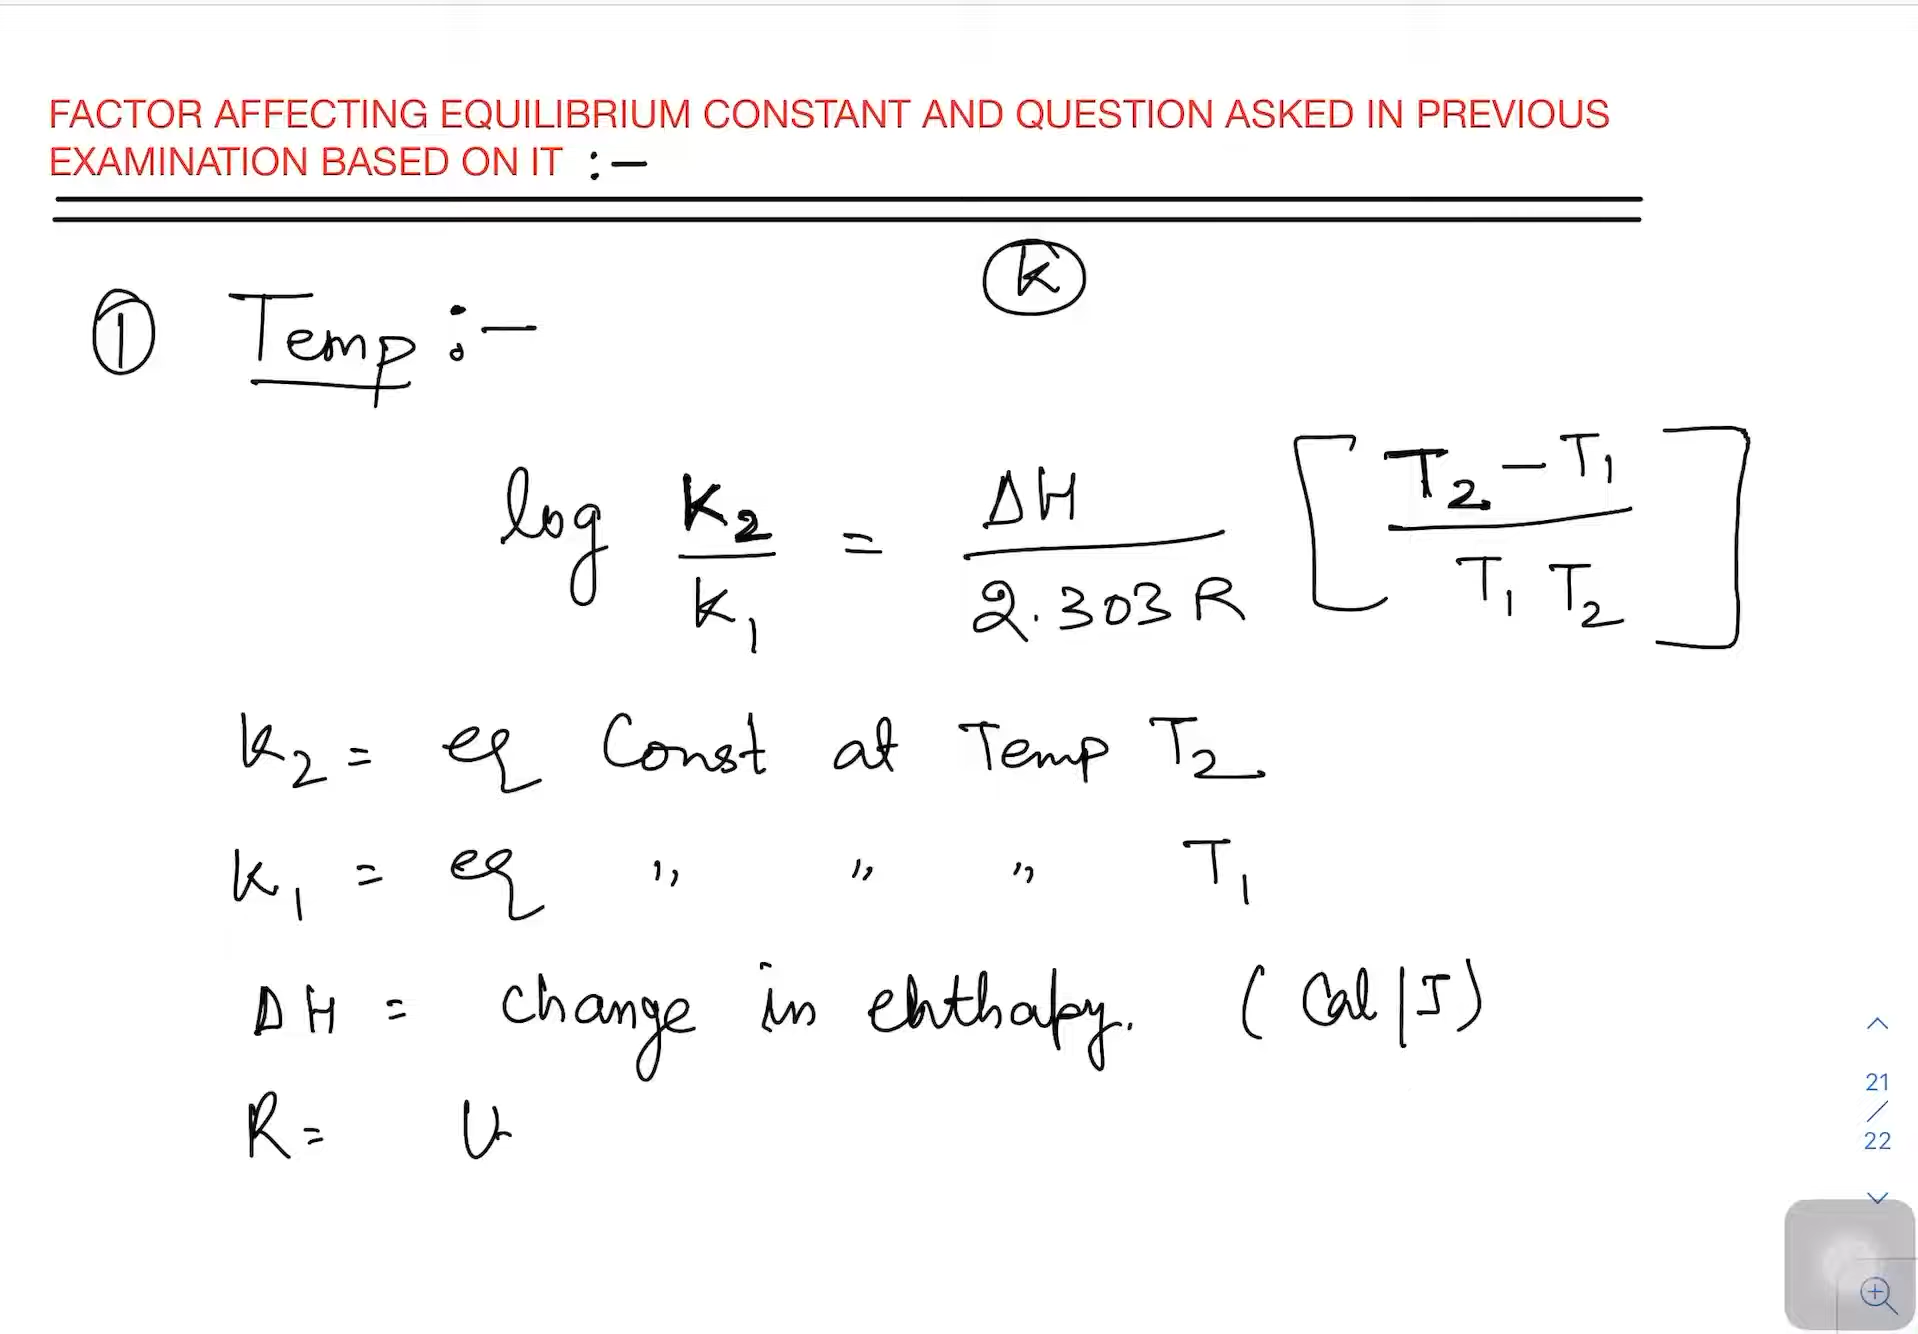 FACTOR AFFECTING EQUILIBRIUM CONSTANT AND QUESTION ASKED IN PREVIOUS
EXAMINATION BASED ON IT :-
K
① Temp :-
log K₂/K₁ = ΔH/2.303 R [T₂ - T₁/T₁ T₂]
K₂ = eq Const at Temp T₂
K₁ = eq ,, ,, ,, T₁
ΔH = change in enthalpy. (Cal|J)
R = U
21
/
22